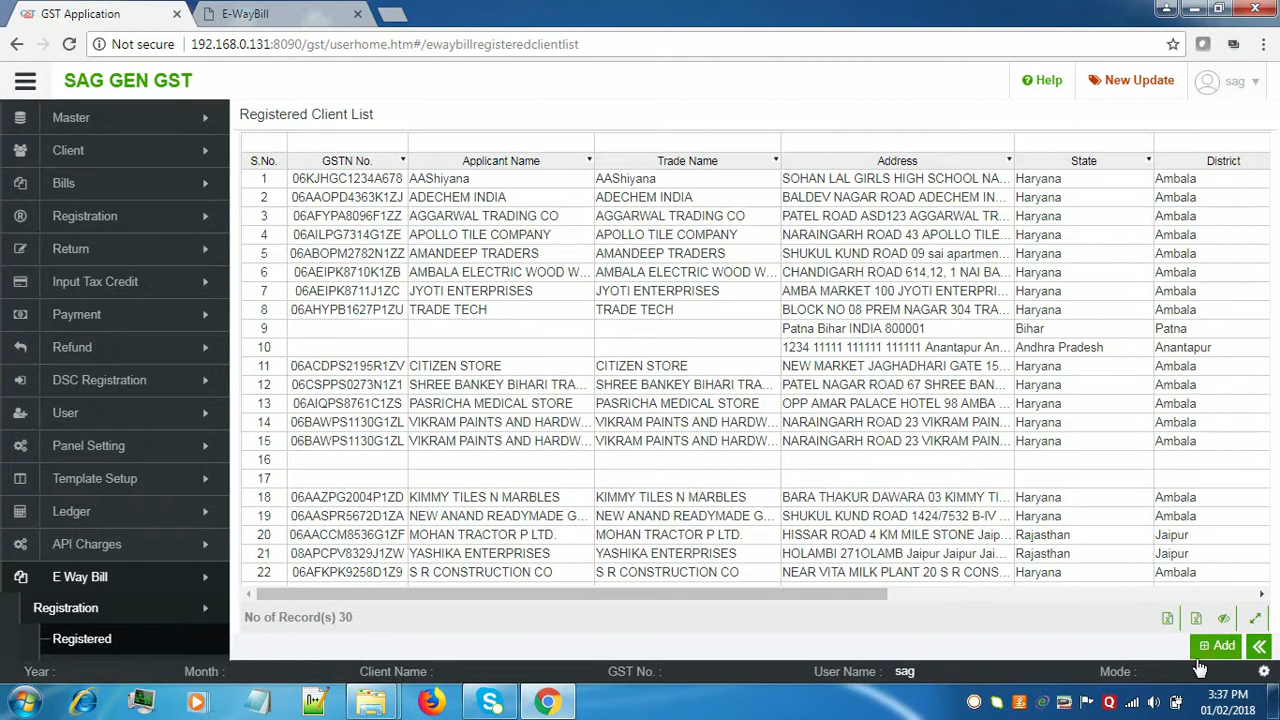 GST Application
E-WayBill
Not secure 192.168.0.131:8090/gst/userhome.htm#/ewaybillregisteredclientlist
SAG GEN GST
Help
New Update
sag
Master
Client
Bills
Registration
Return
Input Tax Credit
Payment
Refund
DSC Registration
User
Panel Setting
Template Setup
Ledger
API Charges
E Way Bill
Registration
Registered
Registered Client List
S.No. GSTN No. Applicant Name Trade Name Address State District
1 06KJHGC1234A678 AAShiyana AAShiyana SOHAN LAL GIRLS HIGH SCHOOL NA... Haryana Ambala
2 06AAOPD4363K1ZJ ADECHEM INDIA ADECHEM INDIA BALDEV NAGAR ROAD ADECHEM IN... Haryana Ambala
3 06AFYPA8096F1ZZ AGGARWAL TRADING CO AGGARWAL TRADING CO PATEL ROAD ASD123 AGGARWAL TR... Haryana Ambala
4 06AILPG7314G1ZE APOLLO TILE COMPANY APOLLO TILE COMPANY NARAINGARH ROAD 43 APOLLO TILE... Haryana Ambala
5 06ABOPM2782N1ZZ AMANDEEP TRADERS AMANDEEP TRADERS SHUKUL KUND ROAD 09 sai apartmen... Haryana Ambala
6 06AEIPK8710K1ZB AMBALA ELECTRIC WOOD W... AMBALA ELECTRIC WOOD W... CHANDIGARH ROAD 614,12, 1 NAI BA... Haryana Ambala
7 06AEIPK8711J1ZC JYOTI ENTERPRISES JYOTI ENTERPRISES AMBA MARKET 100 JYOTI ENTERPRI... Haryana Ambala
8 06AHYPB1627P1ZU TRADE TECH TRADE TECH BLOCK NO 08 PREM NAGAR 304 TRA... Haryana Ambala
9 Patna Bihar INDIA 800001 Bihar Patna
10 1234 11111 111111 111111 Anantapur An... Andhra Pradesh Anantapur
11 06ACDPS2195R1ZV CITIZEN STORE CITIZEN STORE NEW MARKET JAGHADHARI GATE 15... Haryana Ambala
12 06CSPPS0273N1Z1 SHREE BANKEY BIHARI TRA... SHREE BANKEY BIHARI TRA... PATEL NAGAR ROAD 67 SHREE BAN... Haryana Ambala
13 06AIQPS8761C1ZS PASRICHA MEDICAL STORE PASRICHA MEDICAL STORE OPP AMAR PALACE HOTEL 98 AMBA ... Haryana Ambala
14 06BAWPS1130G1ZL VIKRAM PAINTS AND HARDW... VIKRAM PAINTS AND HARDW... NARAINGARH ROAD 23 VIKRAM PAIN... Haryana Ambala
15 06BAWPS1130G1ZL VIKRAM PAINTS AND HARDW... VIKRAM PAINTS AND HARDW... NARAINGARH ROAD 23 VIKRAM PAIN... Haryana Ambala
16
17
18 06AAZPG2004P1ZD KIMMY TILES N MARBLES KIMMY TILES N MARBLES BARA THAKUR DAWARA 03 KIMMY TI... Haryana Ambala
19 06AASPR5672D1ZA NEW ANAND READYMADE G... NEW ANAND READYMADE G... SHUKUL KUND ROAD 1424/7532 B-IV ... Haryana Ambala
20 06AACCM8536G1ZF MOHAN TRACTOR P LTD. MOHAN TRACTOR P LTD. HISSAR ROAD 4 KM MILE STONE Jaip... Rajasthan Jaipur
21 08APCPV8329J1ZW YASHIKA ENTERPRISES YASHIKA ENTERPRISES HOLAMBI 271OLAMB Jaipur Jaipur Jai... Rajasthan Jaipur
22 06AFKPK9258D1Z9 S R CONSTRUCTION CO S R CONSTRUCTION CO NEAR VITA MILK PLANT 20 S R CONS... Haryana Ambala
No of Record(s) 30
Add
Year : Month : Client Name : GST No. : User Name : sag Mode :
3:37 PM
01/02/2018